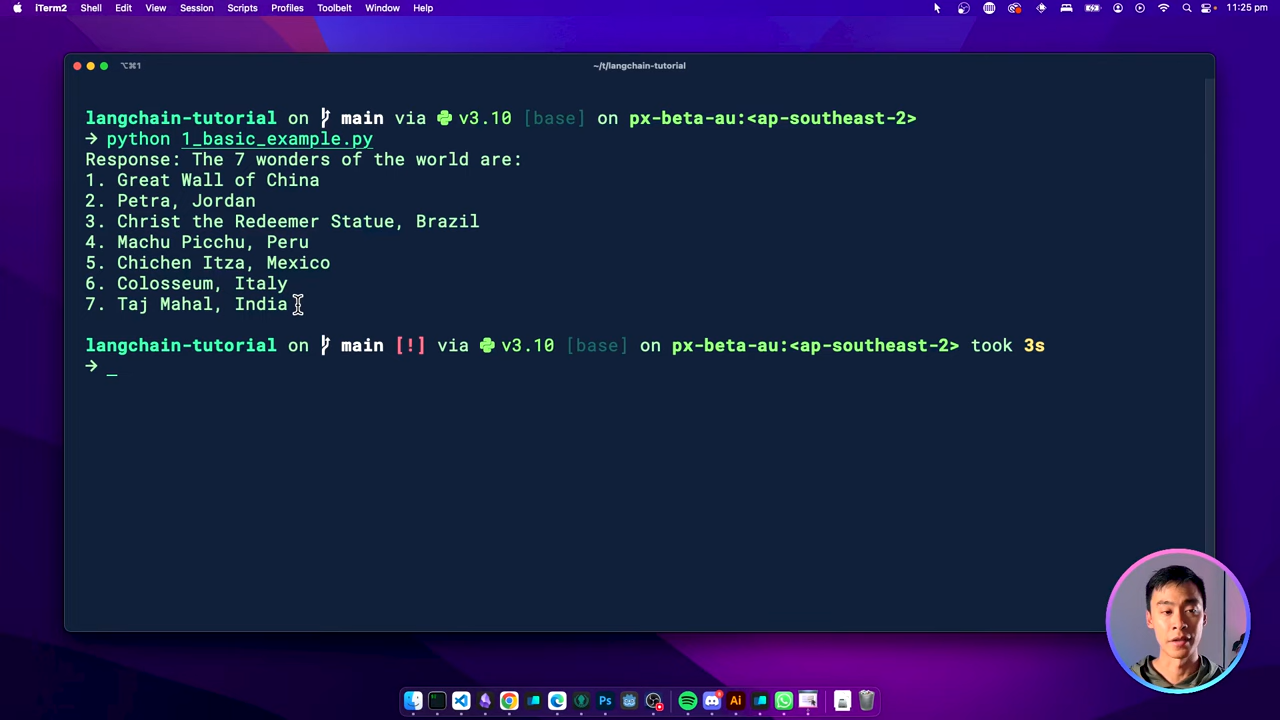 iTerm2 Shell Edit View Session Scripts Profiles Toolbelt Window Help 11:25 pm
⌥⌘1 ~/t/langchain-tutorial
langchain-tutorial on main via v3.10 [base] on px-beta-au:<ap-southeast-2>
→ python 1_basic_example.py
Response: The 7 wonders of the world are:
1. Great Wall of China
2. Petra, Jordan
3. Christ the Redeemer Statue, Brazil
4. Machu Picchu, Peru
5. Chichen Itza, Mexico
6. Colosseum, Italy
7. Taj Mahal, India
langchain-tutorial on main [!] via v3.10 [base] on px-beta-au:<ap-southeast-2> took 3s
→ _
Ps Ai